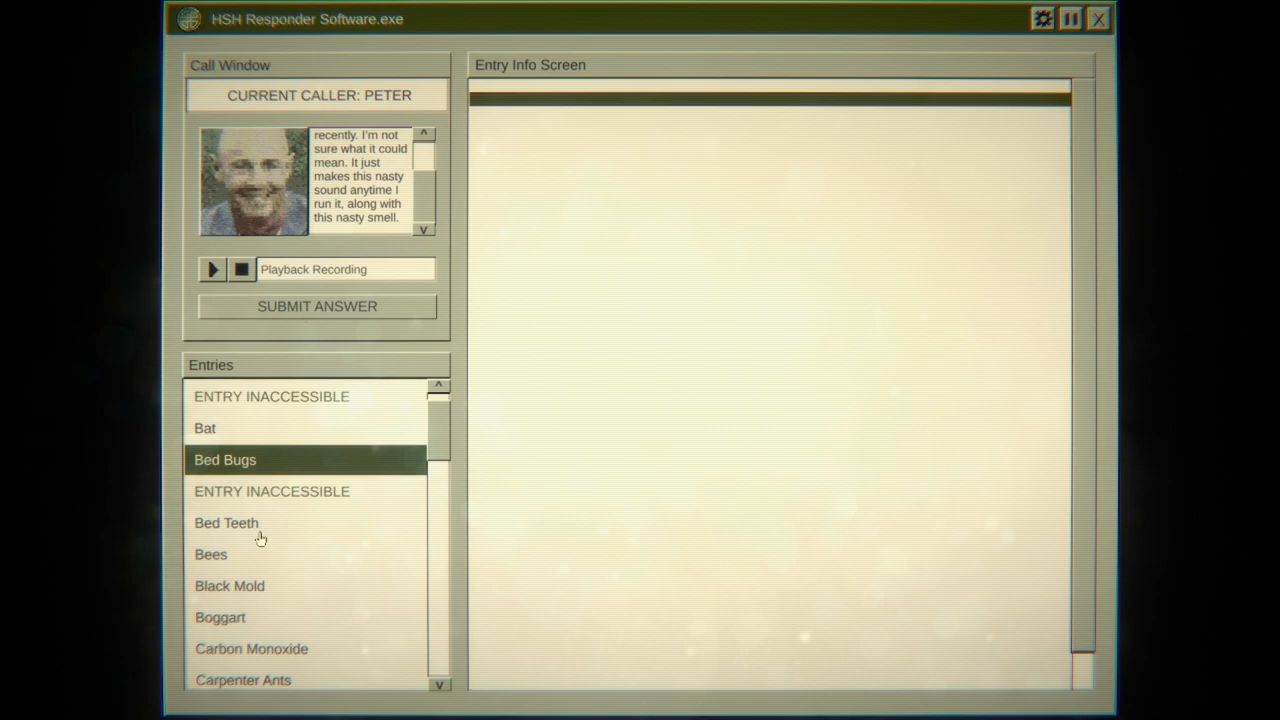 HSH Responder Software.exe
Call Window
CURRENT CALLER: PETER
recently. I'm not
sure what it could
mean. It just
makes this nasty
sound anytime I
run it, along with
this nasty smell.
Playback Recording
SUBMIT ANSWER
Entries
ENTRY INACCESSIBLE
Bat
Bed Bugs
ENTRY INACCESSIBLE
Bed Teeth
Bees
Black Mold
Boggart
Carbon Monoxide
Carpenter Ants
Entry Info Screen